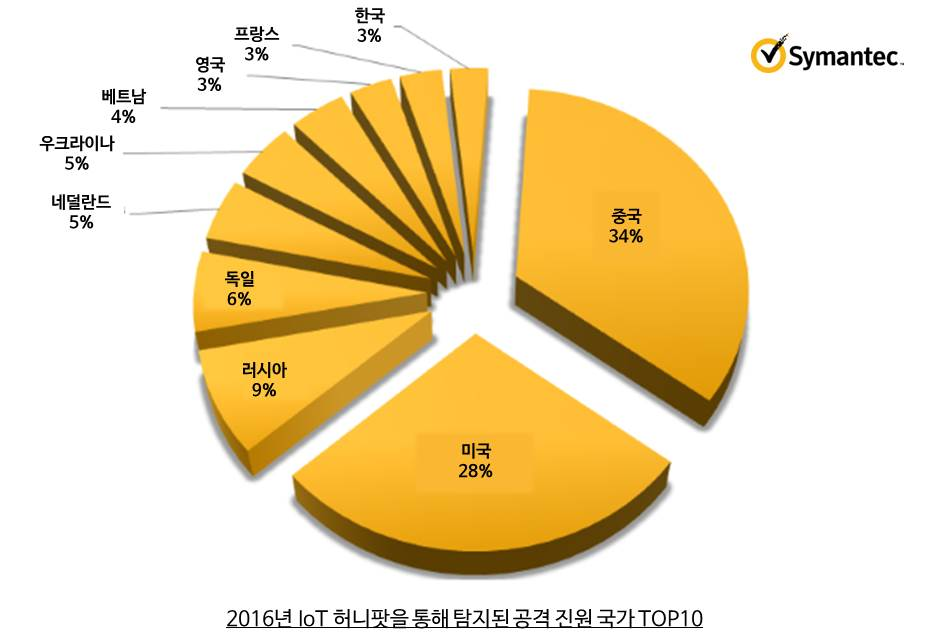 한국
3%
프랑스
3%
영국
3%
베트남
4%
우크라이나
5%
네덜란드
5%
독일
6%
러시아
9%
미국
28%
중국
34%
Symantec™
2016년 IoT 허니팟을 통해 탐지된 공격 진원 국가 TOP10